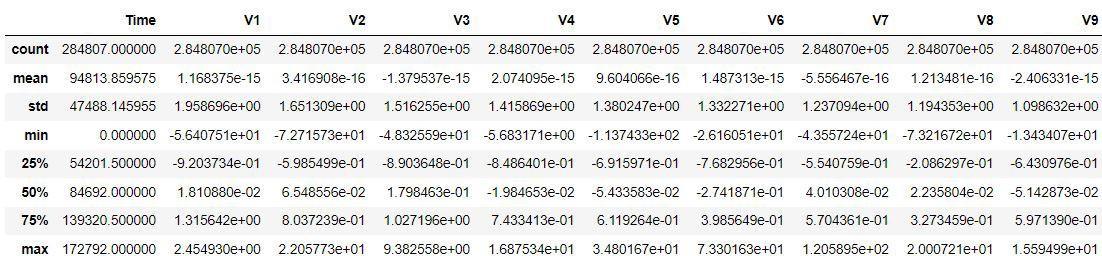 Time V1 V2 V3 V4 V5 V6 V7 V8 V9
count 284807.000000 2.848070e+05 2.848070e+05 2.848070e+05 2.848070e+05 2.848070e+05 2.848070e+05 2.848070e+05 2.848070e+05 2.848070e+05
mean 94813.859575 1.168375e-15 3.416908e-16 -1.379537e-15 2.074095e-15 9.604066e-16 1.487313e-15 -5.556467e-16 1.213481e-16 -2.406331e-15
std 47488.145955 1.958696e+00 1.651309e+00 1.516255e+00 1.415869e+00 1.380247e+00 1.332271e+00 1.237094e+00 1.194353e+00 1.098632e+00
min 0.000000 -5.640751e+01 -7.271573e+01 -4.832559e+01 -5.683171e+00 -1.137433e+02 -2.616051e+01 -4.355724e+01 -7.321672e+01 -1.343407e+01
25% 54201.500000 -9.203734e-01 -5.985499e-01 -8.903648e-01 -8.486401e-01 -6.915971e-01 -7.682956e-01 -5.540759e-01 -2.086297e-01 -6.430976e-01
50% 84692.000000 1.810880e-02 6.548556e-02 1.798463e-01 -1.984653e-02 -5.433583e-02 -2.741871e-01 4.010308e-02 2.235804e-02 -5.142873e-02
75% 139320.500000 1.315642e+00 8.037239e-01 1.027196e+00 7.433413e-01 6.119264e-01 3.985649e-01 5.704361e-01 3.273459e-01 5.971390e-01
max 172792.000000 2.454930e+00 2.205773e+01 9.382558e+00 1.687534e+01 3.480167e+01 7.330163e+01 1.205895e+02 2.000721e+01 1.559499e+01